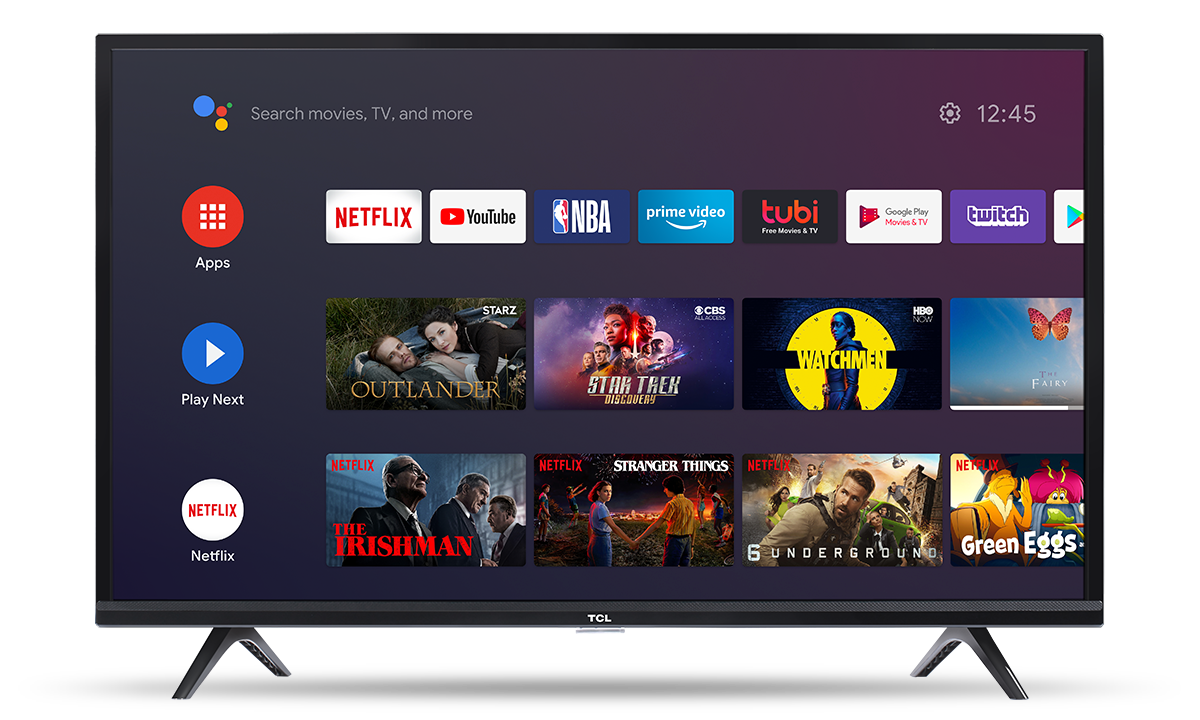 Search movies, TV, and more
12:45
Apps
NETFLIX
YouTube
NBA
prime video
tubi
Free Movies & TV
Google Play
Movies & TV
twitch
Play Next
STARZ
OUTLANDER
CBS
ALL ACCESS
STAR TREK
DISCOVERY
HBO
NOW
WATCHMEN
THE
FAIRY
NETFLIX
Netflix
NETFLIX
THE
IRISHMAN
NETFLIX
STRANGER THINGS
NETFLIX
6 UNDERGROUND
NETFLIX
Green Eggs
TCL